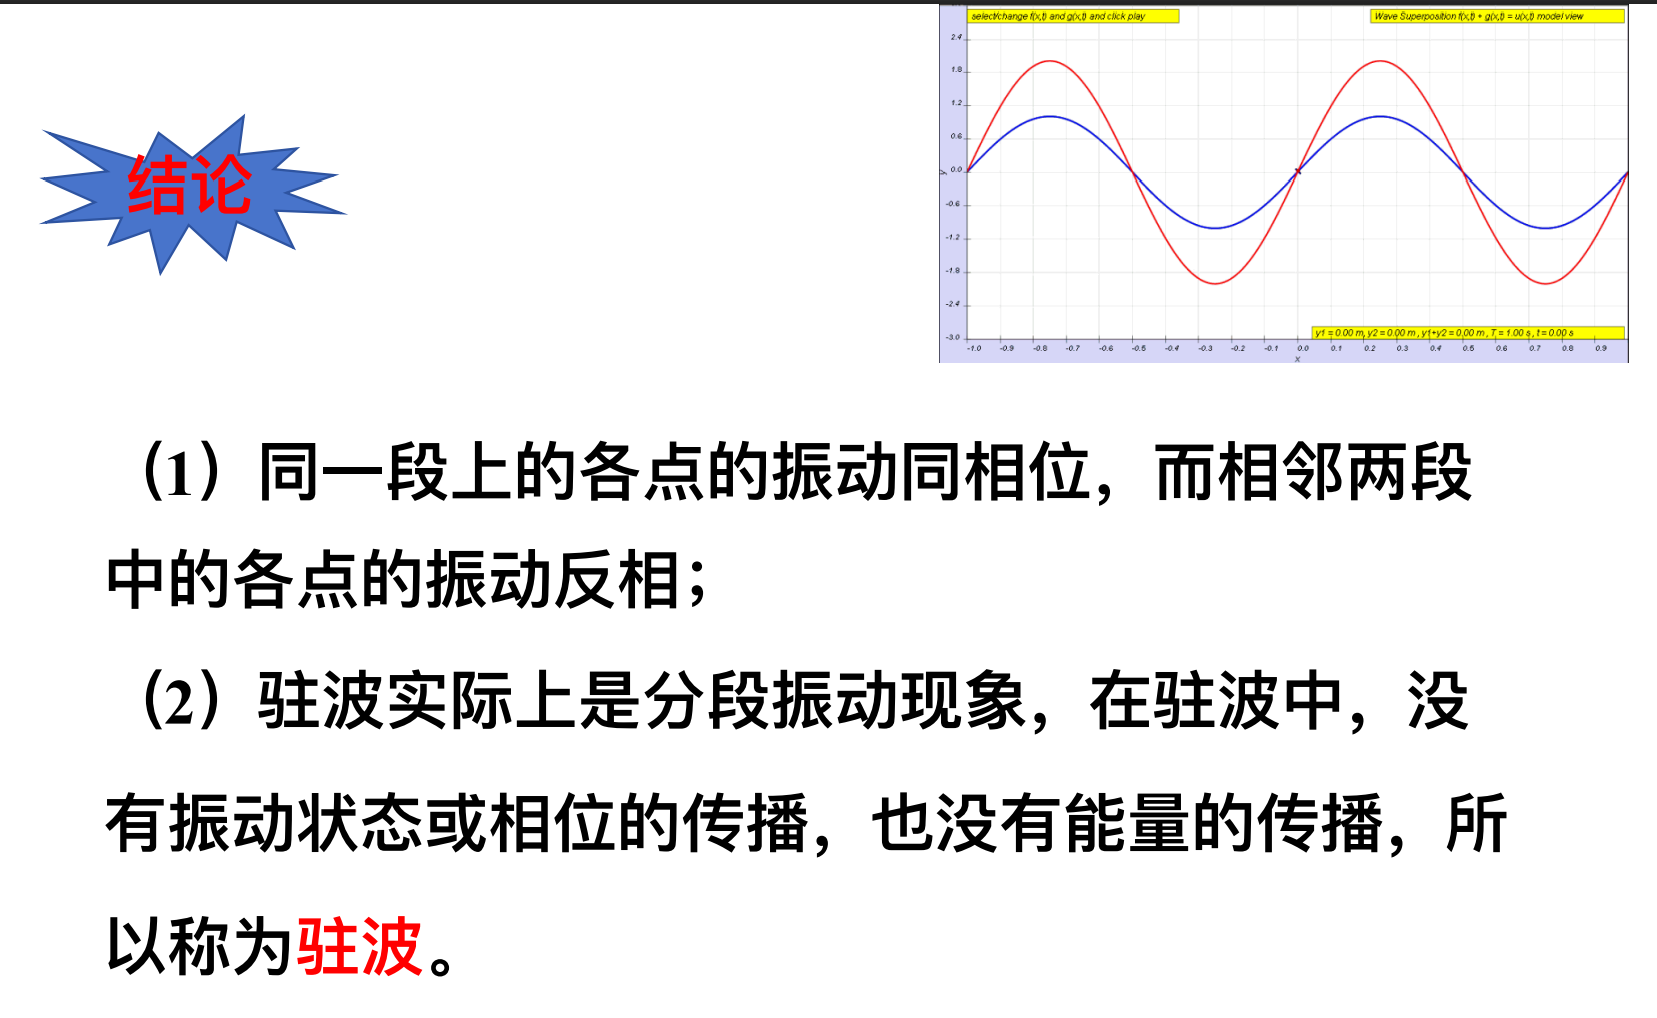 select/change f(x,t) and g(x,t) and click play
Wave Superposition f(x,t) + g(x,t) = u(x,t) model view
2.4
1.8
1.2
0.6
0.0
-0.6
-1.2
-1.8
-2.4
-3.0
y
y1 = 0.00 m, y2 = 0.00 m , y1+y2 = 0.00 m , T = 1.00 s , t = 0.00 s
-1.0 -0.9 -0.8 -0.7 -0.6 -0.5 -0.4 -0.3 -0.2 -0.1 0.0 0.1 0.2 0.3 0.4 0.5 0.6 0.7 0.8 0.9
x
结论
（1）同一段上的各点的振动同相位，而相邻两段
中的各点的振动反相；
（2）驻波实际上是分段振动现象，在驻波中，没
有振动状态或相位的传播，也没有能量的传播，所
以称为驻波。